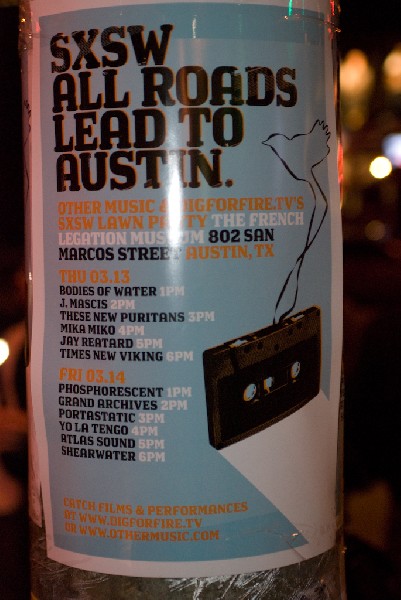 SXSW
ALL ROADS
LEAD TO
AUSTIN.
OTHER MUSIC & DIGFORFIRE.TV'S
SXSW LAWN PARTY THE FRENCH
LEGATION MUSEUM 802 SAN
MARCOS STREET AUSTIN, TX
THU 03.13
BODIES OF WATER 1PM
J. MASCIS 2PM
THESE NEW PURITANS 3PM
MIKA MIKO 4PM
JAY REATARD 5PM
TIMES NEW VIKING 6PM
FRI 03.14
PHOSPHORESCENT 1PM
GRAND ARCHIVES 2PM
PORTASTATIC 3PM
YO LA TENGO 4PM
ATLAS SOUND 5PM
SHEARWATER 6PM
CATCH FILMS & PERFORMANCES
AT WWW.DIGFORFIRE.TV
OR WWW.OTHERMUSIC.COM